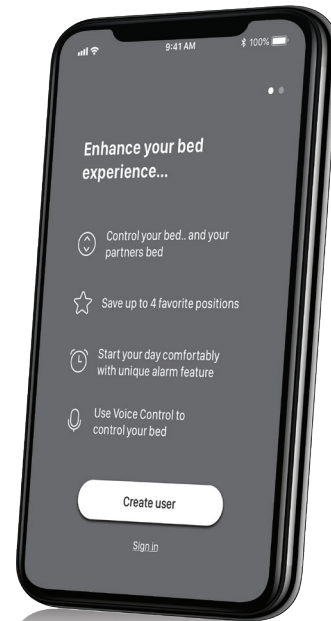 9:41 AM
100%
Enhance your bed
experience...
Control your bed.. and your
partners bed
Save up to 4 favorite positions
Start your day comfortably
with unique alarm feature
Use Voice Control to
control your bed
Create user
Sign in